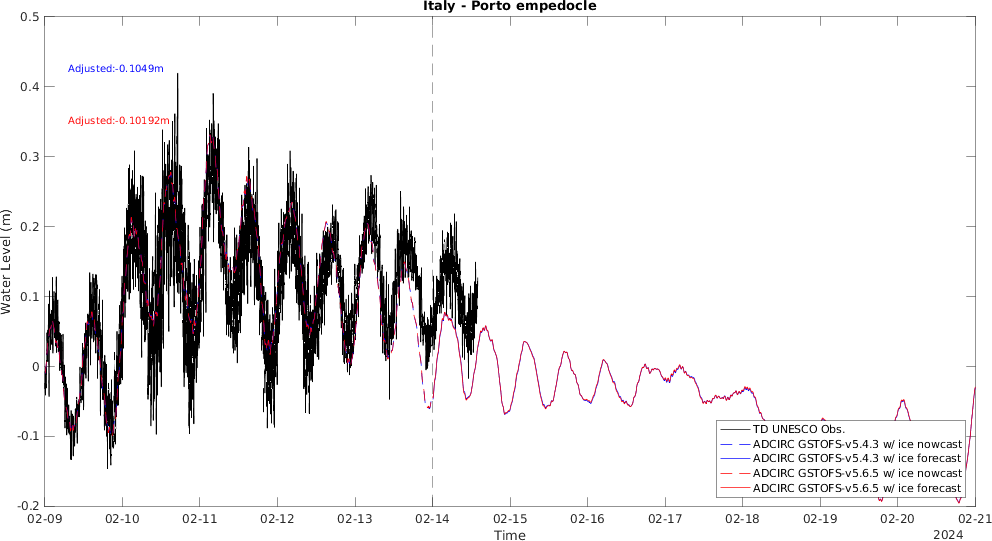 Italy - Porto empedocle
0.5
0.4
0.3
0.2
0.1
0
-0.1
-0.2
Water Level (m)
Adjusted:-0.1049m
Adjusted:-0.10192m
TD UNESCO Obs.
ADCIRC GSTOFS-v5.4.3 w/ ice nowcast
ADCIRC GSTOFS-v5.4.3 w/ ice forecast
ADCIRC GSTOFS-v5.6.5 w/ ice nowcast
ADCIRC GSTOFS-v5.6.5 w/ ice forecast
02-09 02-10 02-11 02-12 02-13 02-14 02-15 02-16 02-17 02-18 02-19 02-20 02-21
Time
2024